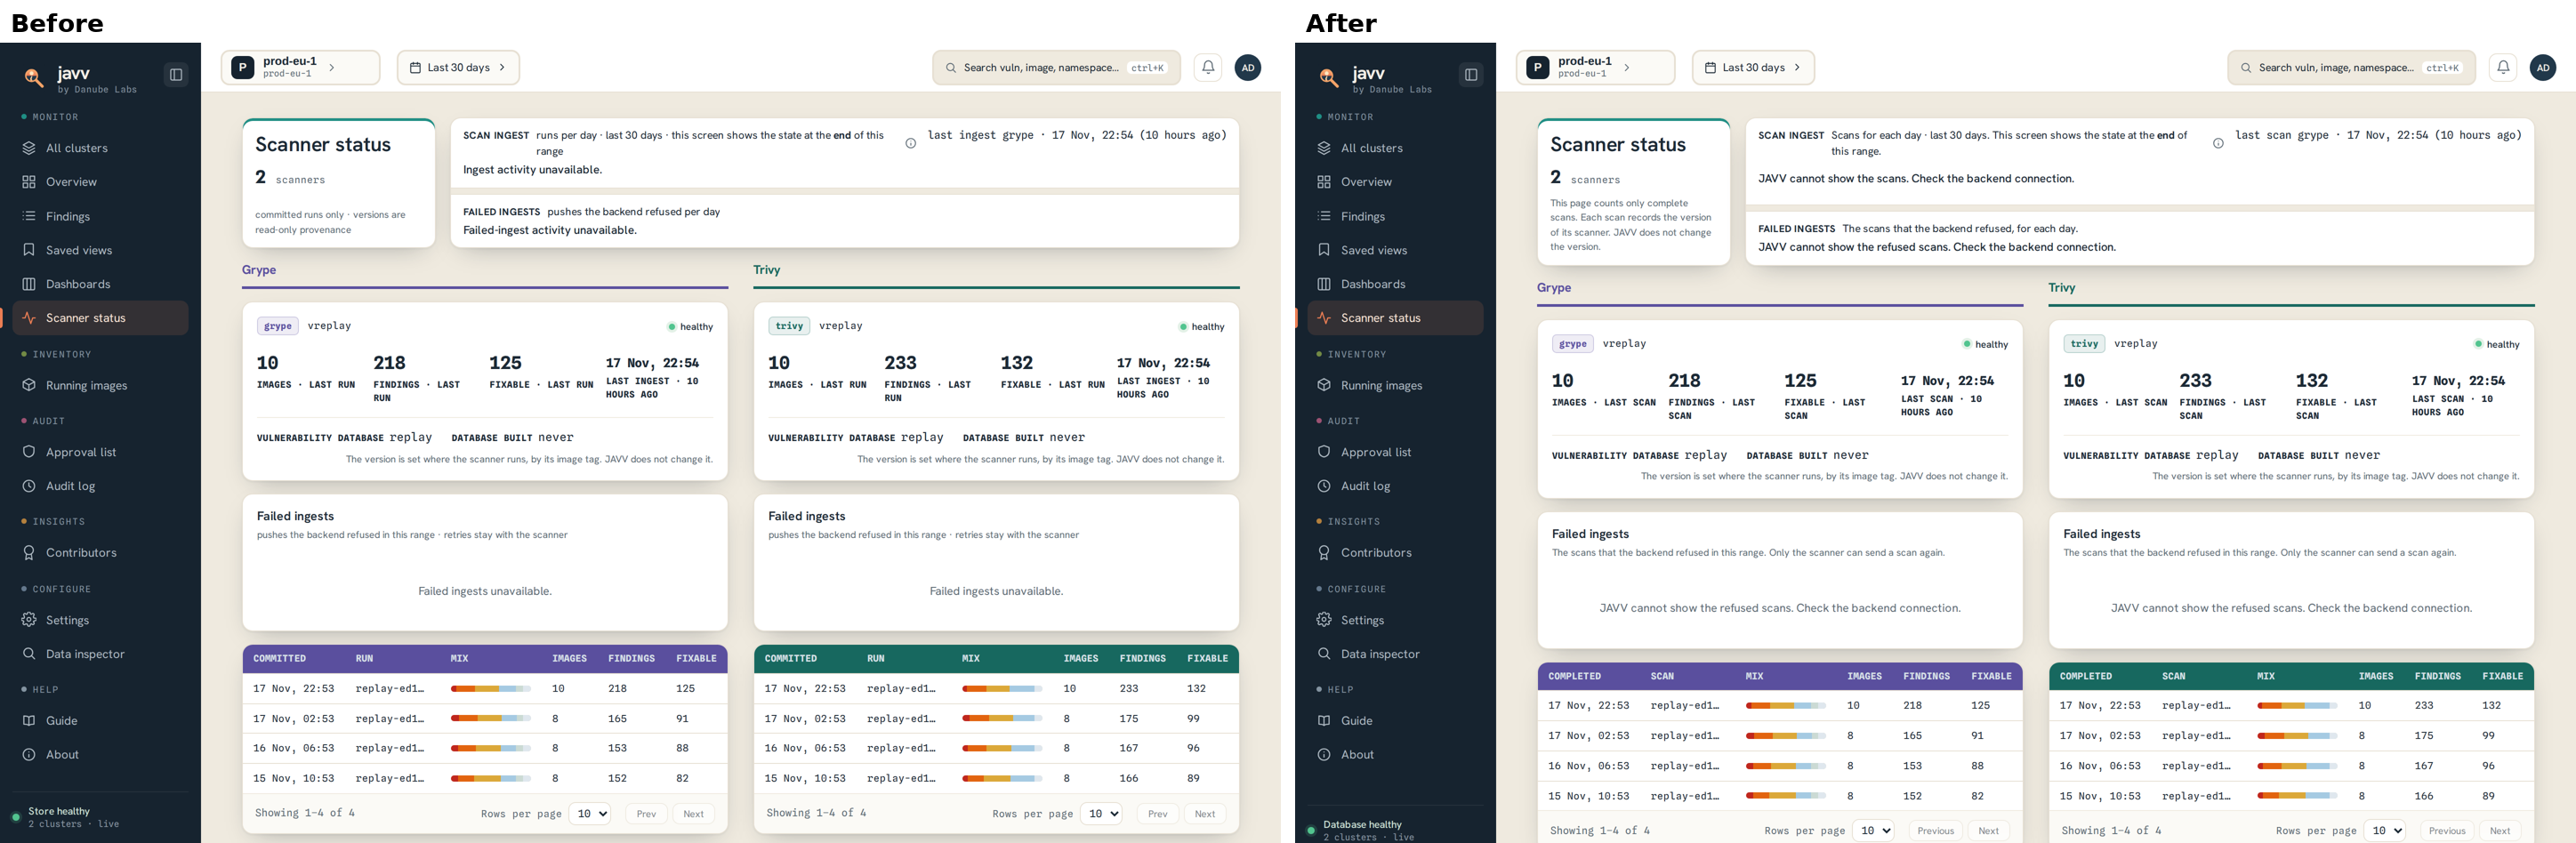 Before
javv
by Danube Labs
MONITOR
All clusters
Overview
Findings
Saved views
Dashboards
Scanner status
INVENTORY
Running images
AUDIT
Approval list
Audit log
INSIGHTS
Contributors
CONFIGURE
Settings
Data inspector
HELP
Guide
About
Store healthy
2 clusters · live
P prod-eu-1
prod-eu-1
Last 30 days
Search vuln, image, namespace... ctrl+K
AD
Scanner status
2 scanners
committed runs only · versions are
read-only provenance
SCAN INGEST runs per day · last 30 days · this screen shows the state at the end of this
range
last ingest grype · 17 Nov, 22:54 (10 hours ago)
Ingest activity unavailable.
FAILED INGESTS pushes the backend refused per day
Failed-ingest activity unavailable.
Grype
grype vreplay healthy
10 218 125 17 Nov, 22:54
IMAGES · LAST RUN FINDINGS · LAST RUN FIXABLE · LAST RUN LAST INGEST · 10 HOURS AGO
VULNERABILITY DATABASE replay DATABASE BUILT never
The version is set where the scanner runs, by its image tag. JAVV does not change it.
Failed ingests
pushes the backend refused in this range · retries stay with the scanner
Failed ingests unavailable.
COMMITTED RUN MIX IMAGES FINDINGS FIXABLE
17 Nov, 22:53 replay-ed1… 10 218 125
17 Nov, 02:53 replay-ed1… 8 165 91
16 Nov, 06:53 replay-ed1… 8 153 88
15 Nov, 10:53 replay-ed1… 8 152 82
Showing 1–4 of 4 Rows per page 10 Prev Next
Trivy
trivy vreplay healthy
10 233 132 17 Nov, 22:54
IMAGES · LAST RUN FINDINGS · LAST RUN FIXABLE · LAST RUN LAST INGEST · 10 HOURS AGO
VULNERABILITY DATABASE replay DATABASE BUILT never
The version is set where the scanner runs, by its image tag. JAVV does not change it.
Failed ingests
pushes the backend refused in this range · retries stay with the scanner
Failed ingests unavailable.
COMMITTED RUN MIX IMAGES FINDINGS FIXABLE
17 Nov, 22:53 replay-ed1… 10 233 132
17 Nov, 02:53 replay-ed1… 8 175 99
16 Nov, 06:53 replay-ed1… 8 167 96
15 Nov, 10:53 replay-ed1… 8 166 89
Showing 1–4 of 4 Rows per page 10 Prev Next
After
javv
by Danube Labs
MONITOR
All clusters
Overview
Findings
Saved views
Dashboards
Scanner status
INVENTORY
Running images
AUDIT
Approval list
Audit log
INSIGHTS
Contributors
CONFIGURE
Settings
Data inspector
HELP
Guide
About
Database healthy
2 clusters · live
P prod-eu-1
prod-eu-1
Last 30 days
Search vuln, image, namespace... ctrl+K
AD
Scanner status
2 scanners
This page counts only complete
scans. Each scan records the version
of its scanner. JAVV does not change
the version.
SCAN INGEST Scans for each day · last 30 days. This screen shows the state at the end of
this range.
last scan grype · 17 Nov, 22:54 (10 hours ago)
JAVV cannot show the scans. Check the backend connection.
FAILED INGESTS The scans that the backend refused, for each day.
JAVV cannot show the refused scans. Check the backend connection.
Grype
grype vreplay healthy
10 218 125 17 Nov, 22:54
IMAGES · LAST SCAN FINDINGS · LAST SCAN FIXABLE · LAST SCAN LAST SCAN · 10 HOURS AGO
VULNERABILITY DATABASE replay DATABASE BUILT never
The version is set where the scanner runs, by its image tag. JAVV does not change it.
Failed ingests
The scans that the backend refused in this range. Only the scanner can send a scan again.
JAVV cannot show the refused scans. Check the backend connection.
COMPLETED SCAN MIX IMAGES FINDINGS FIXABLE
17 Nov, 22:53 replay-ed1… 10 218 125
17 Nov, 02:53 replay-ed1… 8 165 91
16 Nov, 06:53 replay-ed1… 8 153 88
15 Nov, 10:53 replay-ed1… 8 152 82
Showing 1–4 of 4 Rows per page 10 Previous Next
Trivy
trivy vreplay healthy
10 233 132 17 Nov, 22:54
IMAGES · LAST SCAN FINDINGS · LAST SCAN FIXABLE · LAST SCAN LAST SCAN · 10 HOURS AGO
VULNERABILITY DATABASE replay DATABASE BUILT never
The version is set where the scanner runs, by its image tag. JAVV does not change it.
Failed ingests
The scans that the backend refused in this range. Only the scanner can send a scan again.
JAVV cannot show the refused scans. Check the backend connection.
COMPLETED SCAN MIX IMAGES FINDINGS FIXABLE
17 Nov, 22:53 replay-ed1… 10 233 132
17 Nov, 02:53 replay-ed1… 8 175 99
16 Nov, 06:53 replay-ed1… 8 167 96
15 Nov, 10:53 replay-ed1… 8 166 89
Showing 1–4 of 4 Rows per page 10 Previous Next